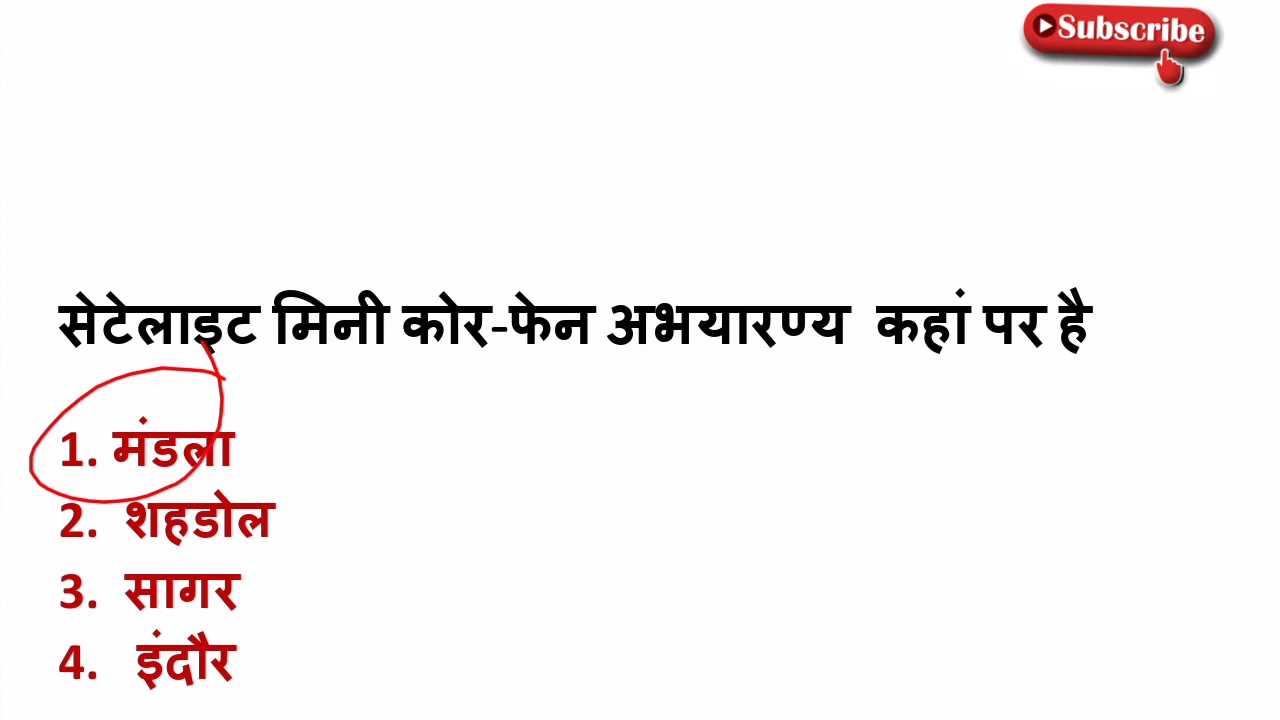 Subscribe
सेटेलाइट मिनी कोर-फेन अभयारण्य कहां पर है
1. मंडला
2. शहडोल
3. सागर
4. इंदौर